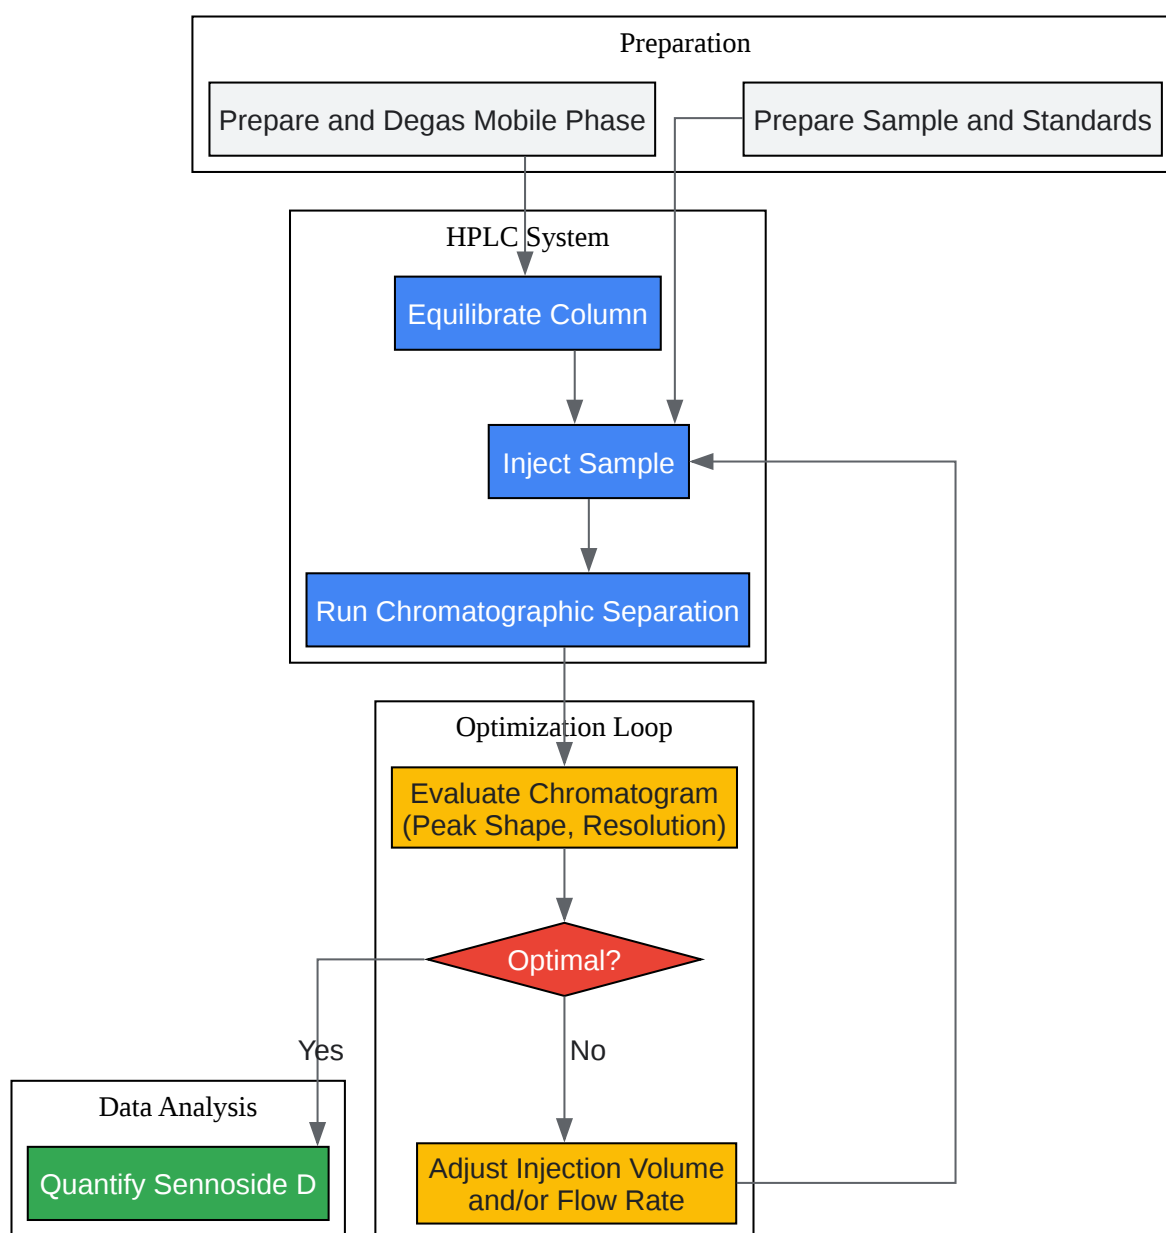 Preparation
Prepare and Degas Mobile Phase
Prepare Sample and Standards
HPLC System
Equilibrate Column
Inject Sample
Run Chromatographic Separation
Optimization Loop
Evaluate Chromatogram
(Peak Shape, Resolution)
Optimal?
Yes
No
Data Analysis
Quantify Sennoside D
Adjust Injection Volume
and/or Flow Rate